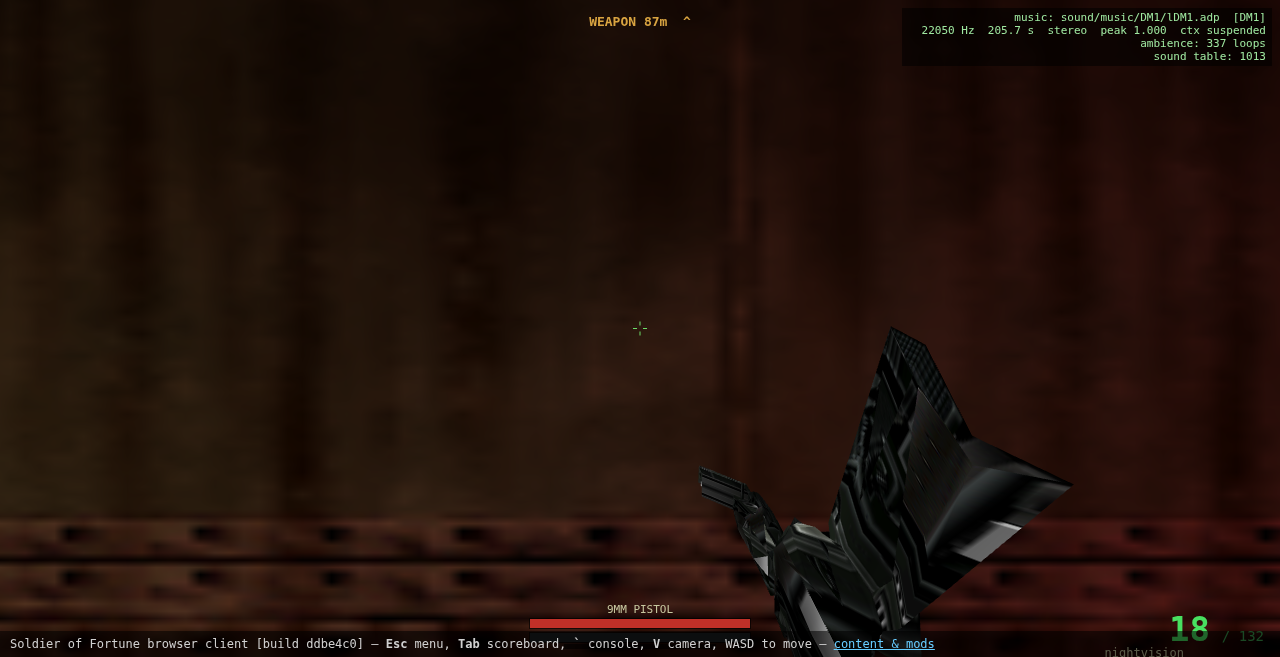 WEAPON 87m ^
music: sound/music/DM1/lDM1.adp [DM1]
22050 Hz 205.7 s stereo peak 1.000 ctx suspended
ambience: 337 loops
sound table: 1013
9MM PISTOL
18 / 132
Soldier of Fortune browser client [build ddbe4c0] — Esc menu, Tab scoreboard, ` console, V camera, WASD to move — content & mods
nightvision